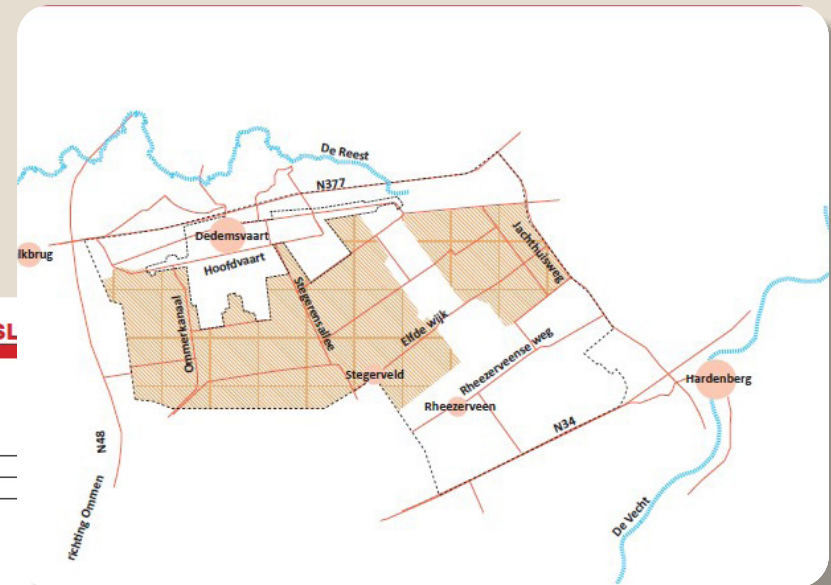 De Reest
N377
Dedemsvaart
lkbrug
Hoofdvaart
Jachthuisweg
Stegerensallee
Ommerkanaal
SL
Elfde wijk
Rheezerveense weg
Stegerveld
Hardenberg
Rheezerveen
N34
N48
richting Ommen
De Vecht